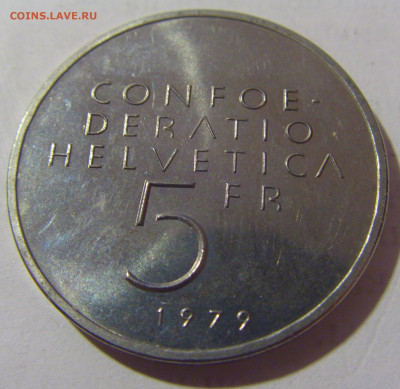 COINS.LAVE.RU
CONFOE-
DERATIO
HELVETICA
5 FR
1979